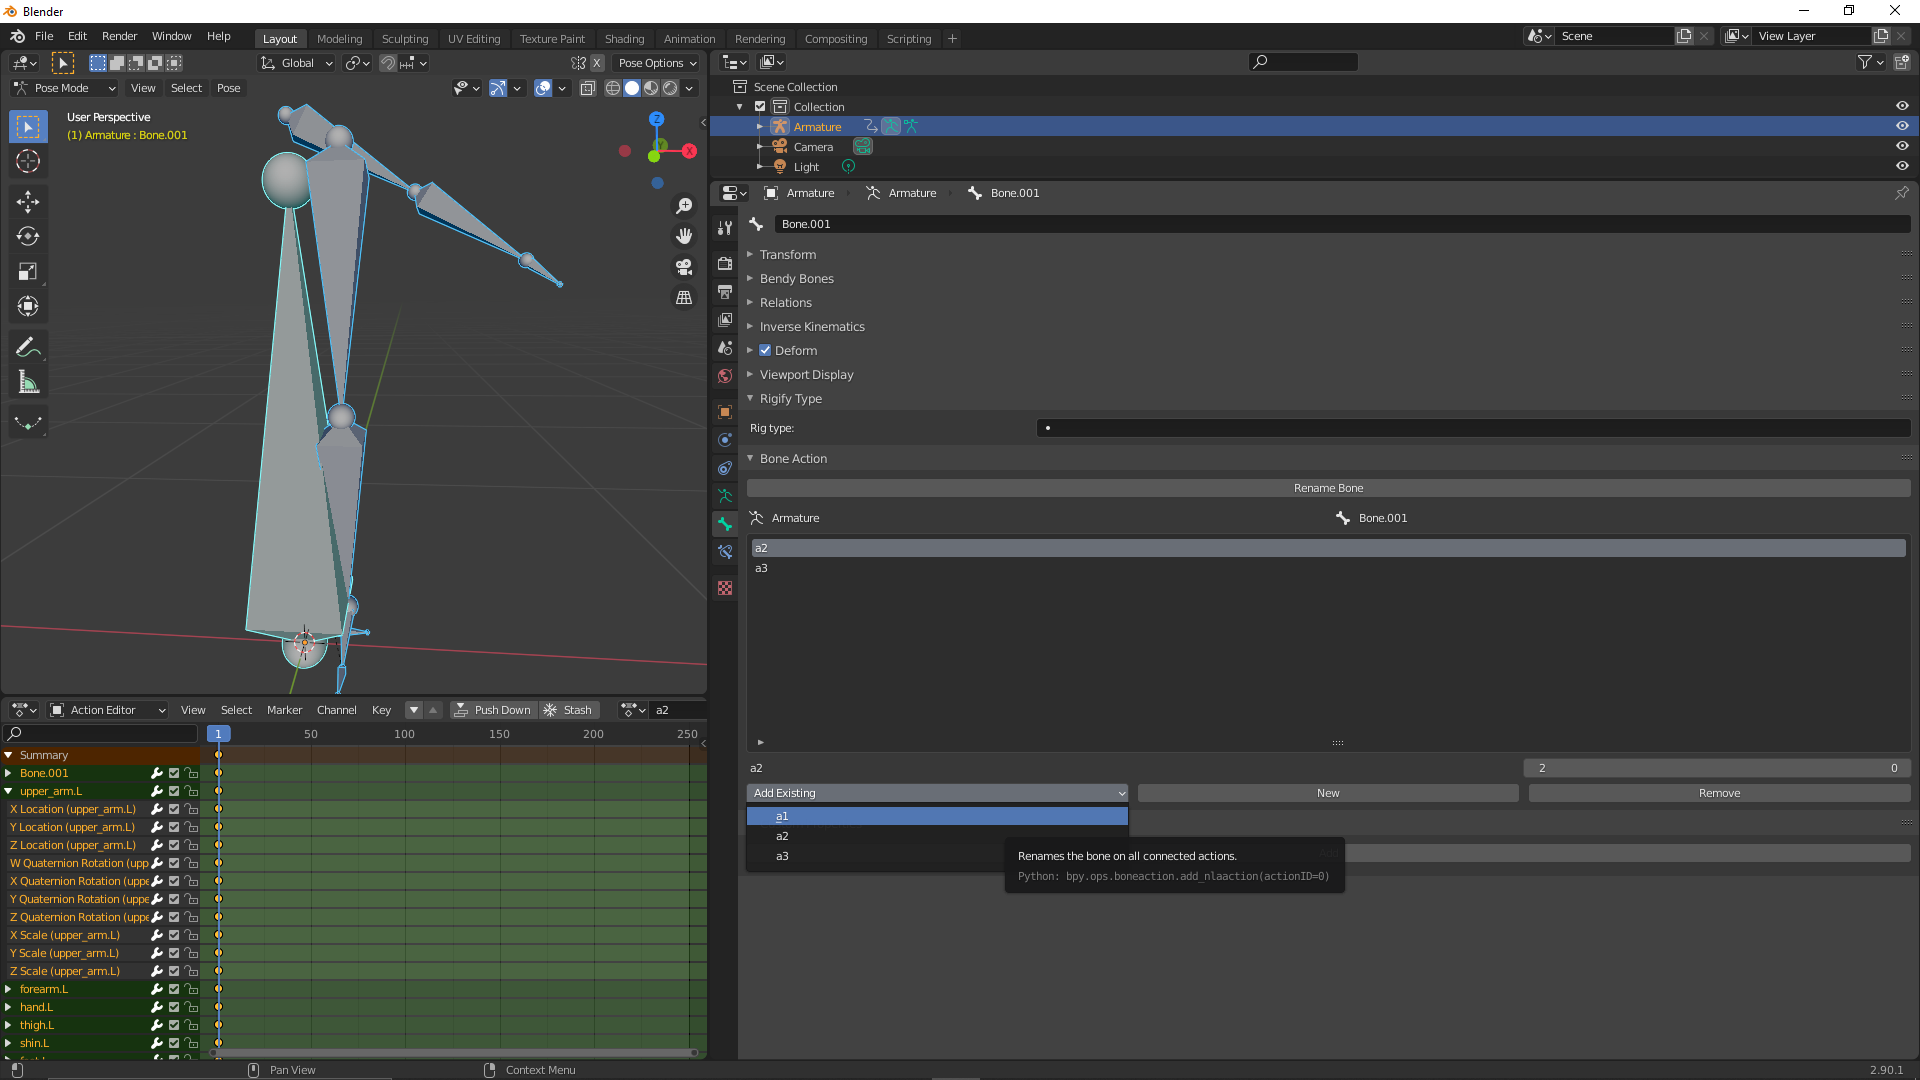 Blender
File Edit Render Window Help
Layout Modeling Sculpting UV Editing Texture Paint Shading Animation Rendering Compositing Scripting
Scene
View Layer
Global
X
Pose Options
Pose Mode View Select Pose
User Perspective
(1) Armature : Bone.001
Z
Y
X
Scene Collection
Collection
Armature
Camera
Light
Armature Armature Bone.001
Bone.001
Transform
Bendy Bones
Relations
Inverse Kinematics
Deform
Viewport Display
Rigify Type
Rig type:
Bone Action
Rename Bone
Armature Bone.001
a2
a3
a2 2 0
Add Existing New Remove
a1
a2
a3
Renames the bone on all connected actions.
Python: bpy.ops.boneaction.add_nlaaction(actionID=0)
Action Editor View Select Marker Channel Key Push Down Stash a2
1 50 100 150 200 250
Summary
Bone.001
upper_arm.L
X Location (upper_arm.L)
Y Location (upper_arm.L)
Z Location (upper_arm.L)
W Quaternion Rotation (upp
X Quaternion Rotation (uppe
Y Quaternion Rotation (uppe
Z Quaternion Rotation (uppe
X Scale (upper_arm.L)
Y Scale (upper_arm.L)
Z Scale (upper_arm.L)
forearm.L
hand.L
thigh.L
shin.L
Pan View
Context Menu
2.90.1